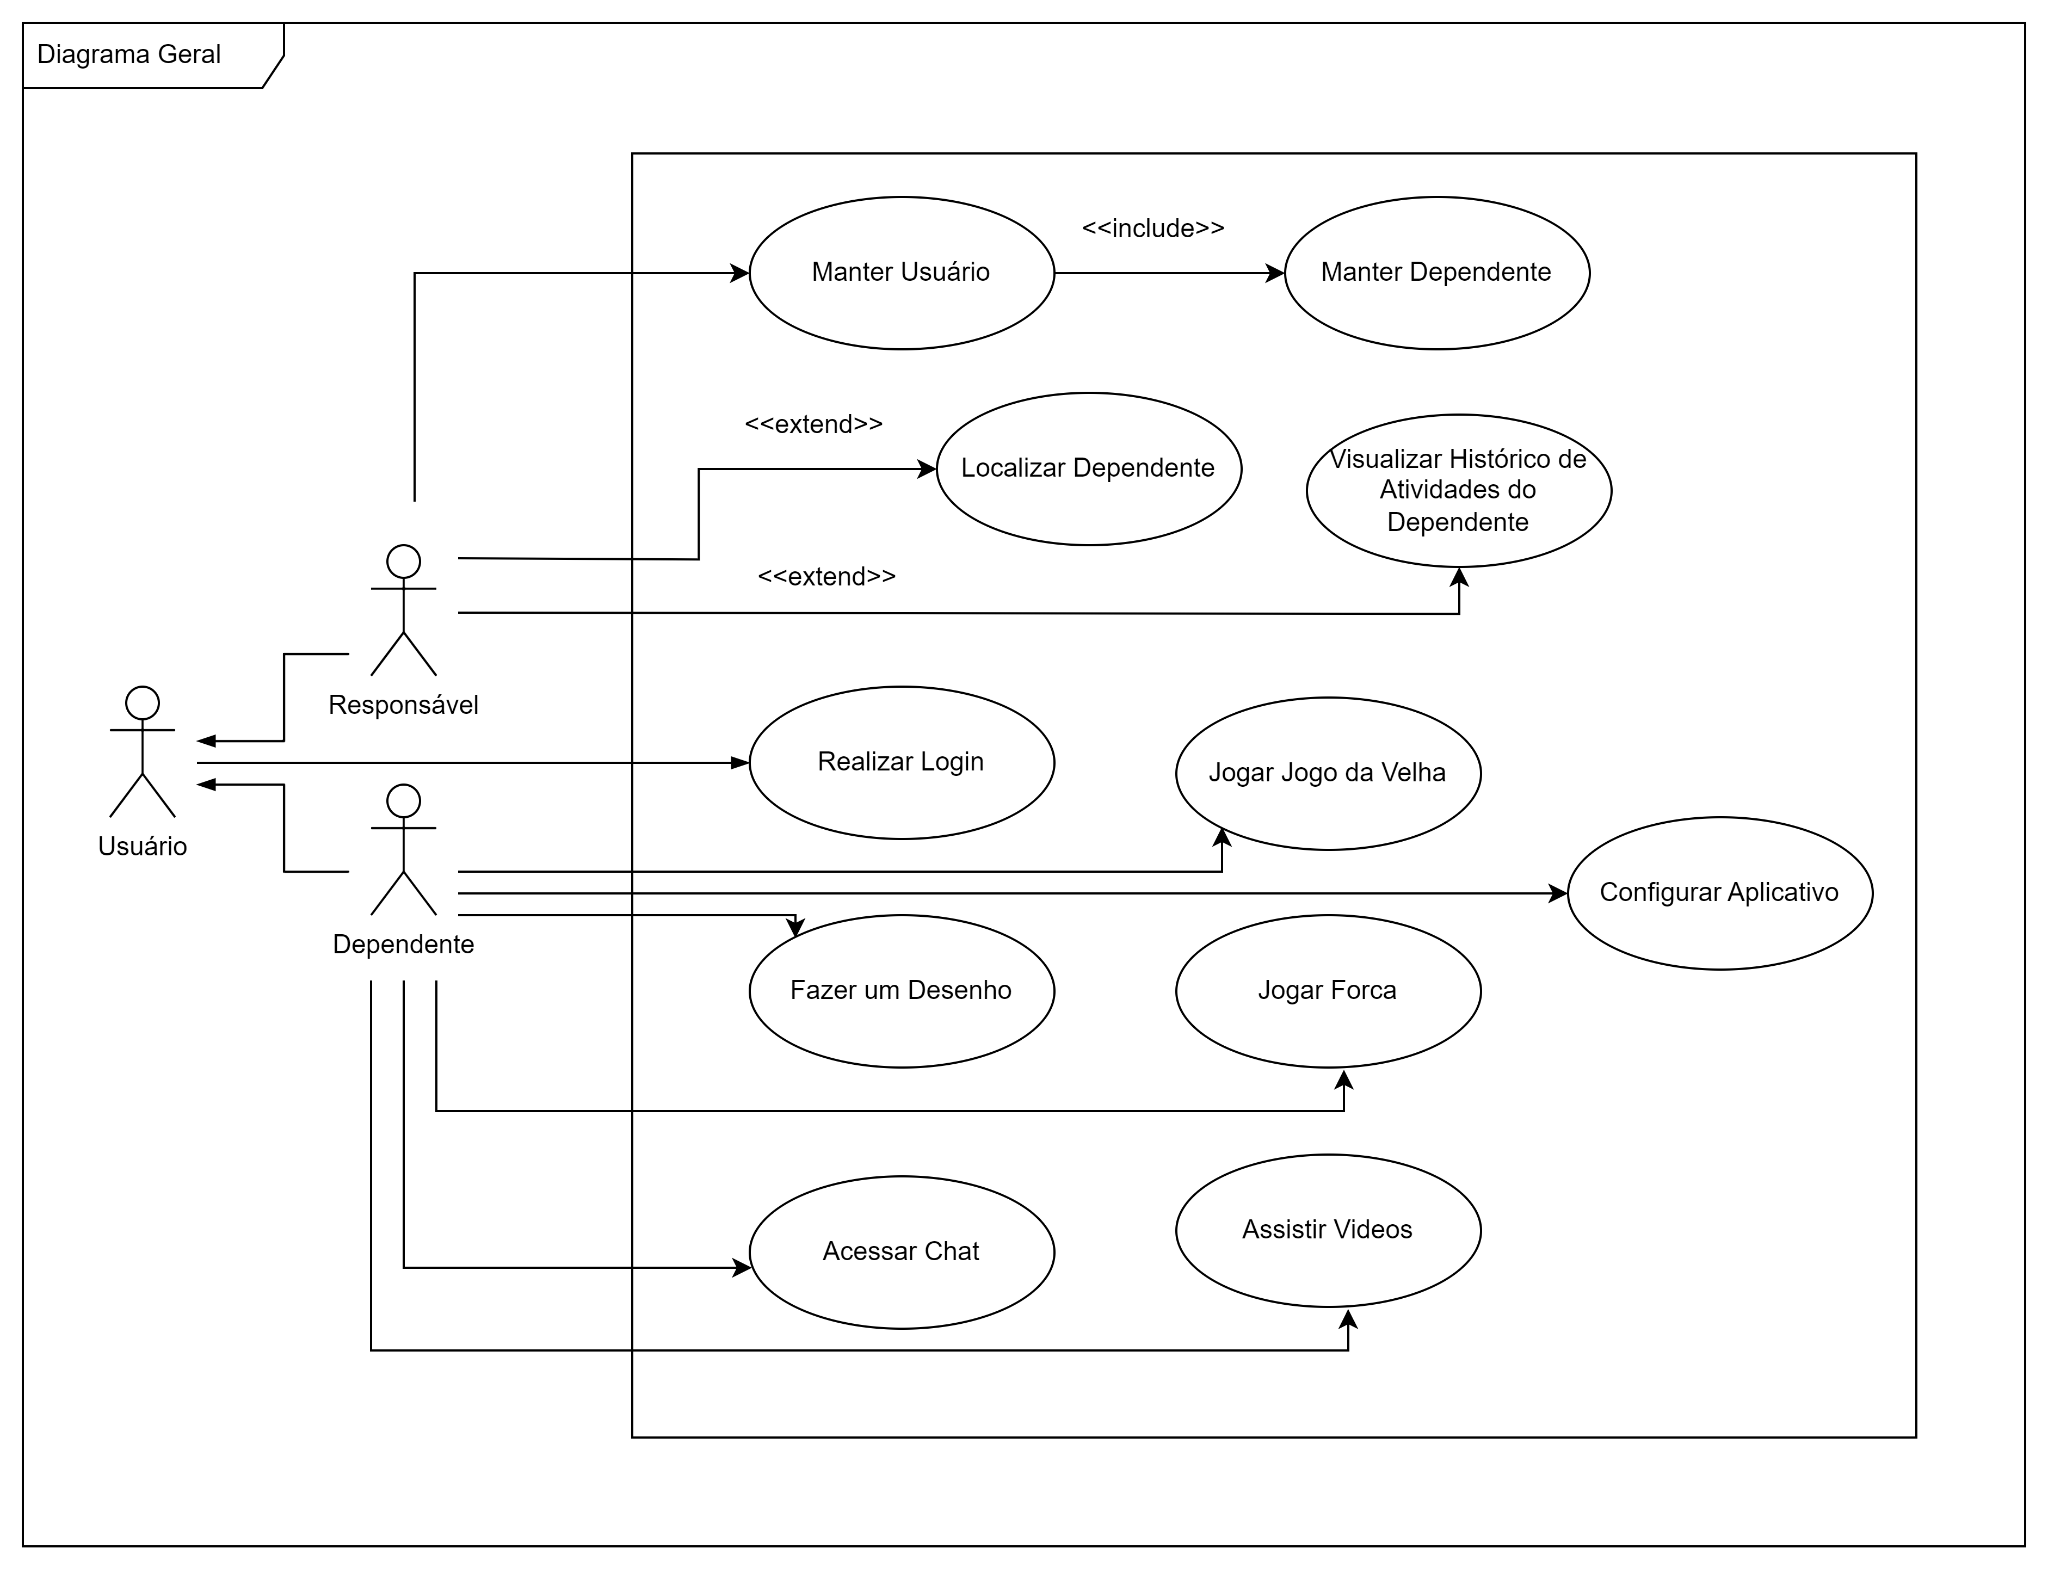 Diagrama Geral
Manter Usuário
<<include>>
Manter Dependente
<<extend>>
Localizar Dependente
Visualizar Histórico de
Atividades do
Dependente
<<extend>>
Responsável
Usuário
Realizar Login
Jogar Jogo da Velha
Configurar Aplicativo
Dependente
Fazer um Desenho
Jogar Forca
Acessar Chat
Assistir Videos